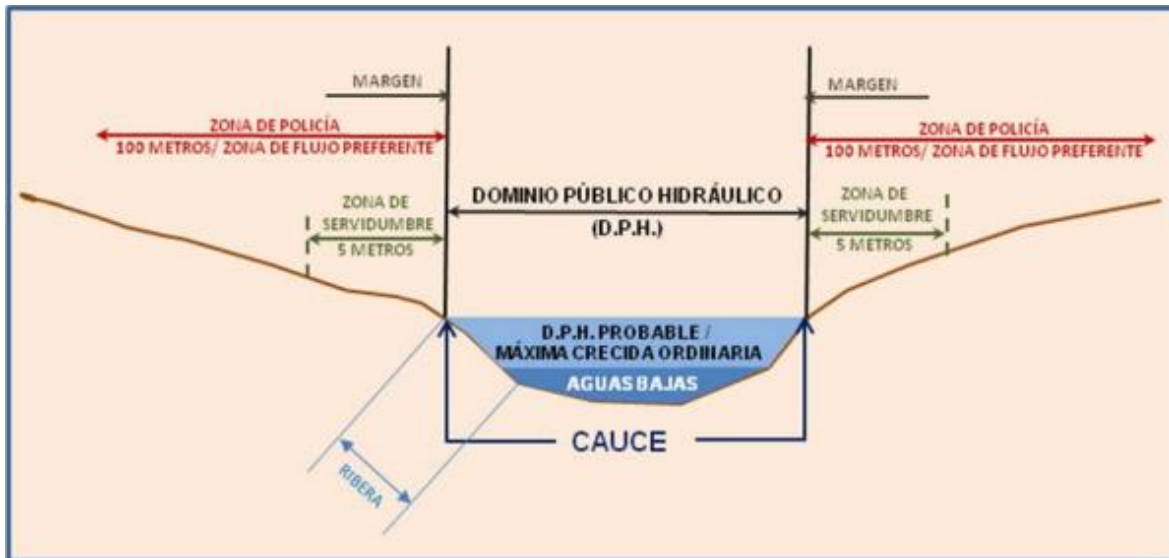 MARGEN
MARGEN
ZONA DE POLICÍA
100 METROS/ ZONA DE FLUJO PREFERENTE
ZONA DE POLICÍA
100 METROS/ ZONA DE FLUJO PREFERENTE
ZONA DE
SERVIDUMBRE
5 METROS
DOMINIO PÚBLICO HIDRÁULICO
(D.P.H.)
ZONA DE
SERVIDUMBRE
5 METROS
D.P.H. PROBABLE /
MÁXIMA CRECIDA ORDINARIA
AGUAS BAJAS
CAUCE
RIBERA